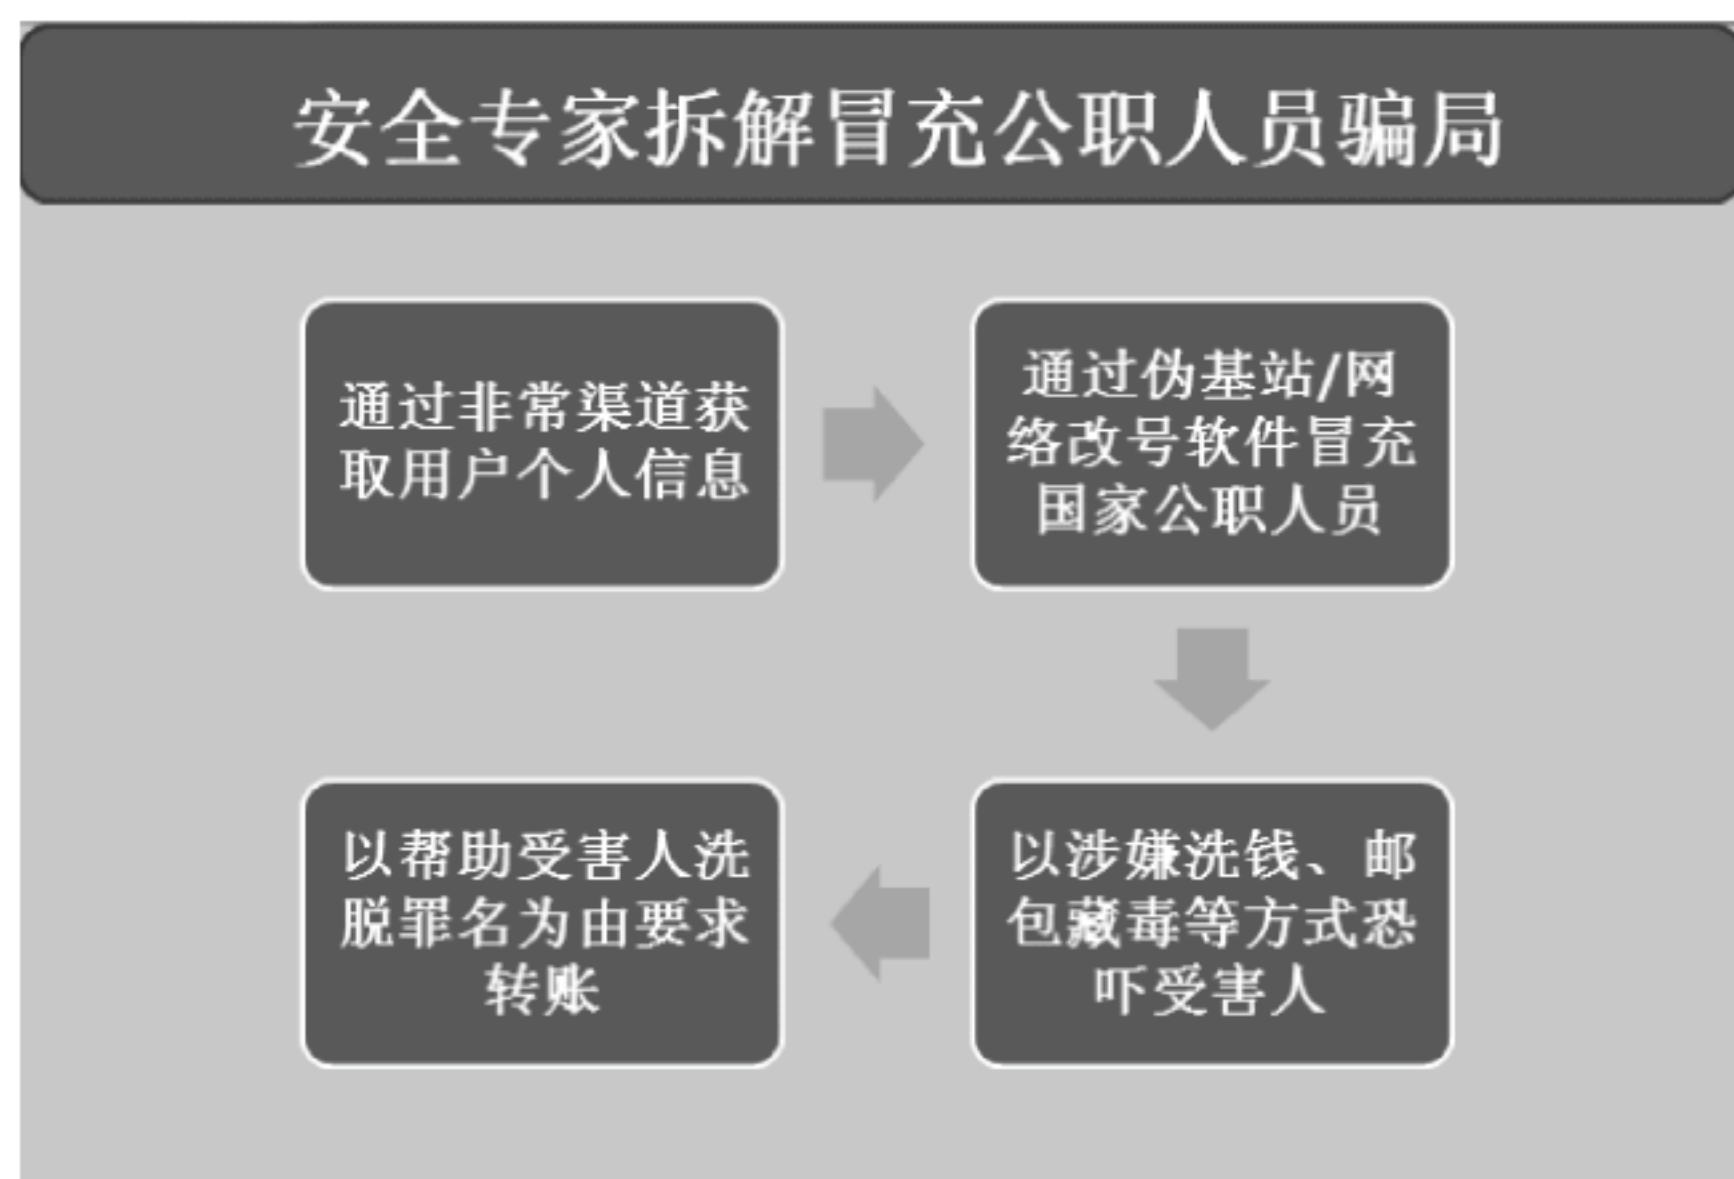 安全专家拆解冒充公职人员骗局
通过非常渠道获
取用户个人信息
通过伪基站/网
络改号软件冒充
国家公职人员
以涉嫌洗钱、邮
包藏毒等方式恐
吓受害人
以帮助受害人洗
脱罪名为由要求
转账